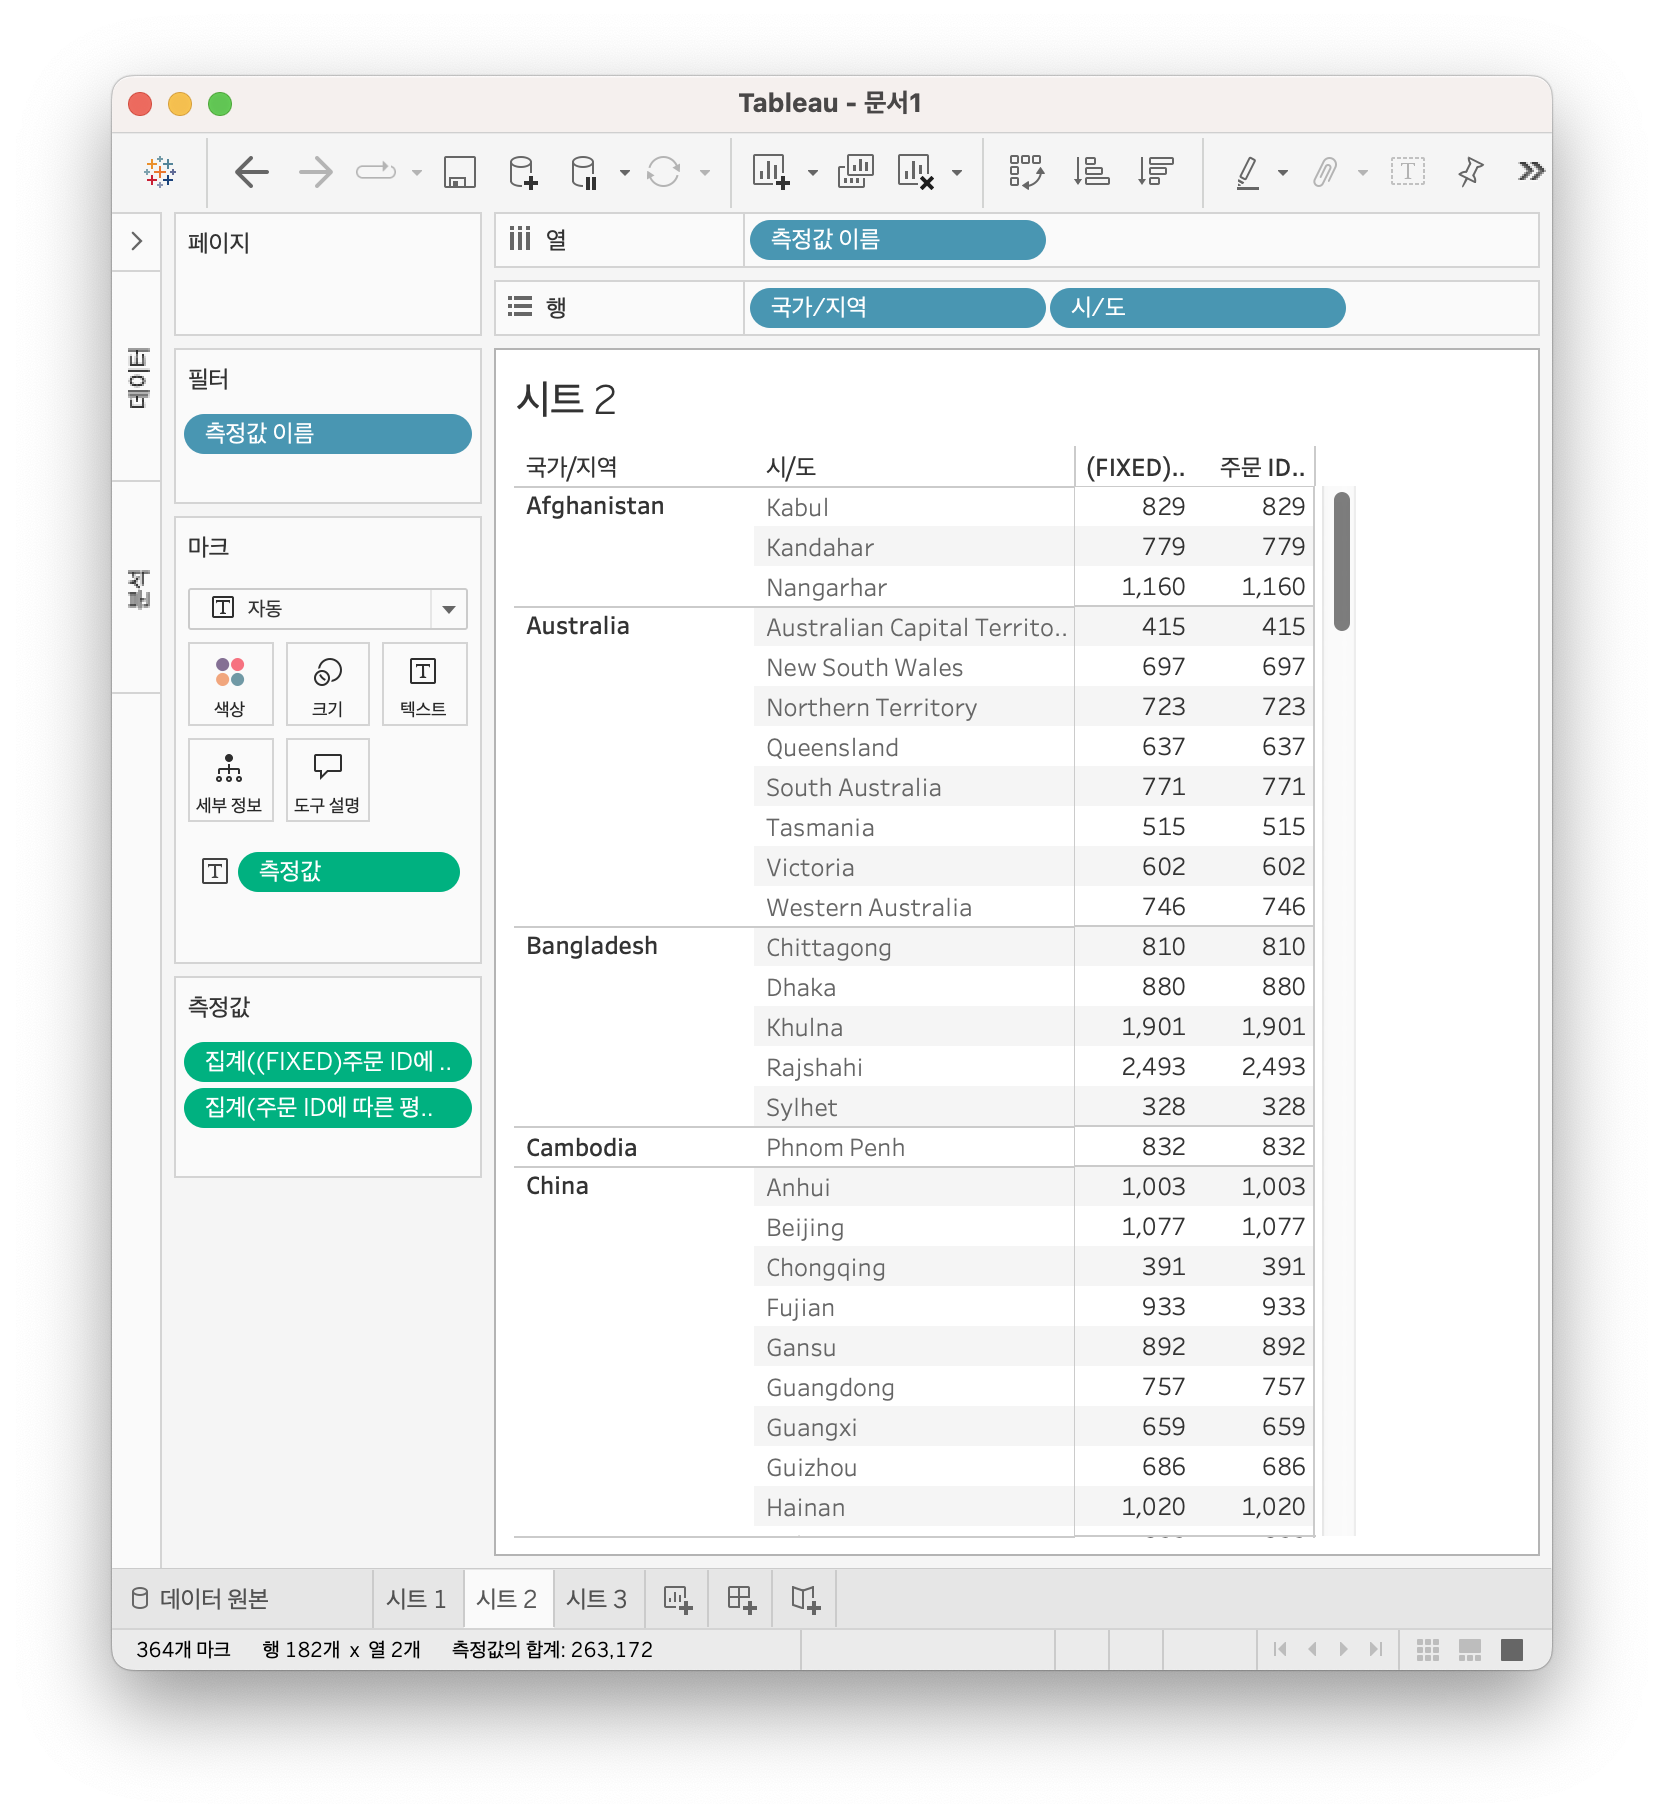 Tableau - 문서1
페이지
열
측정값 이름
행
국가/지역
시/도
데이터
분석
필터
측정값 이름
마크
자동
색상
크기
텍스트
세부 정보
도구 설명
측정값
측정값
집계((FIXED)주문 ID에 ..
집계(주문 ID에 따른 평..
시트 2
국가/지역 시/도 (FIXED).. 주문 ID..
Afghanistan Kabul 829 829
Kandahar 779 779
Nangarhar 1,160 1,160
Australia Australian Capital Territo.. 415 415
New South Wales 697 697
Northern Territory 723 723
Queensland 637 637
South Australia 771 771
Tasmania 515 515
Victoria 602 602
Western Australia 746 746
Bangladesh Chittagong 810 810
Dhaka 880 880
Khulna 1,901 1,901
Rajshahi 2,493 2,493
Sylhet 328 328
Cambodia Phnom Penh 832 832
China Anhui 1,003 1,003
Beijing 1,077 1,077
Chongqing 391 391
Fujian 933 933
Gansu 892 892
Guangdong 757 757
Guangxi 659 659
Guizhou 686 686
Hainan 1,020 1,020
데이터 원본 시트 1 시트 2 시트 3
364개 마크 행 182개 x 열 2개 측정값의 합계: 263,172